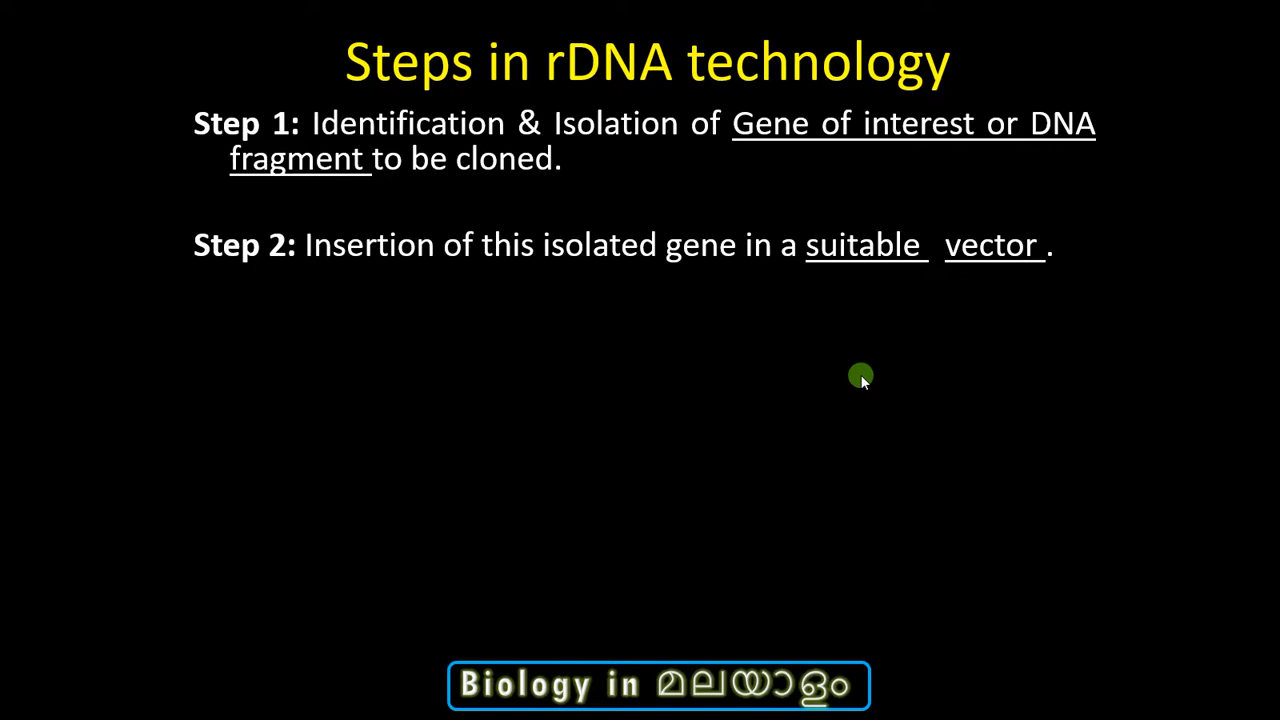 Steps in rDNA technology
Step 1: Identification & Isolation of Gene of interest or DNA
fragment to be cloned.
Step 2: Insertion of this isolated gene in a suitable vector .
Biology in മലയാളം